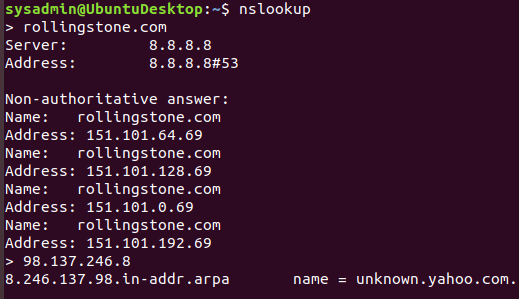 sysadmin@UbuntuDesktop:~$ nslookup
> rollingstone.com
Server:         8.8.8.8
Address:        8.8.8.8#53

Non-authoritative answer:
Name:   rollingstone.com
Address: 151.101.64.69
Name:   rollingstone.com
Address: 151.101.128.69
Name:   rollingstone.com
Address: 151.101.0.69
Name:   rollingstone.com
Address: 151.101.192.69
> 98.137.246.8
8.246.137.98.in-addr.arpa       name = unknown.yahoo.com.